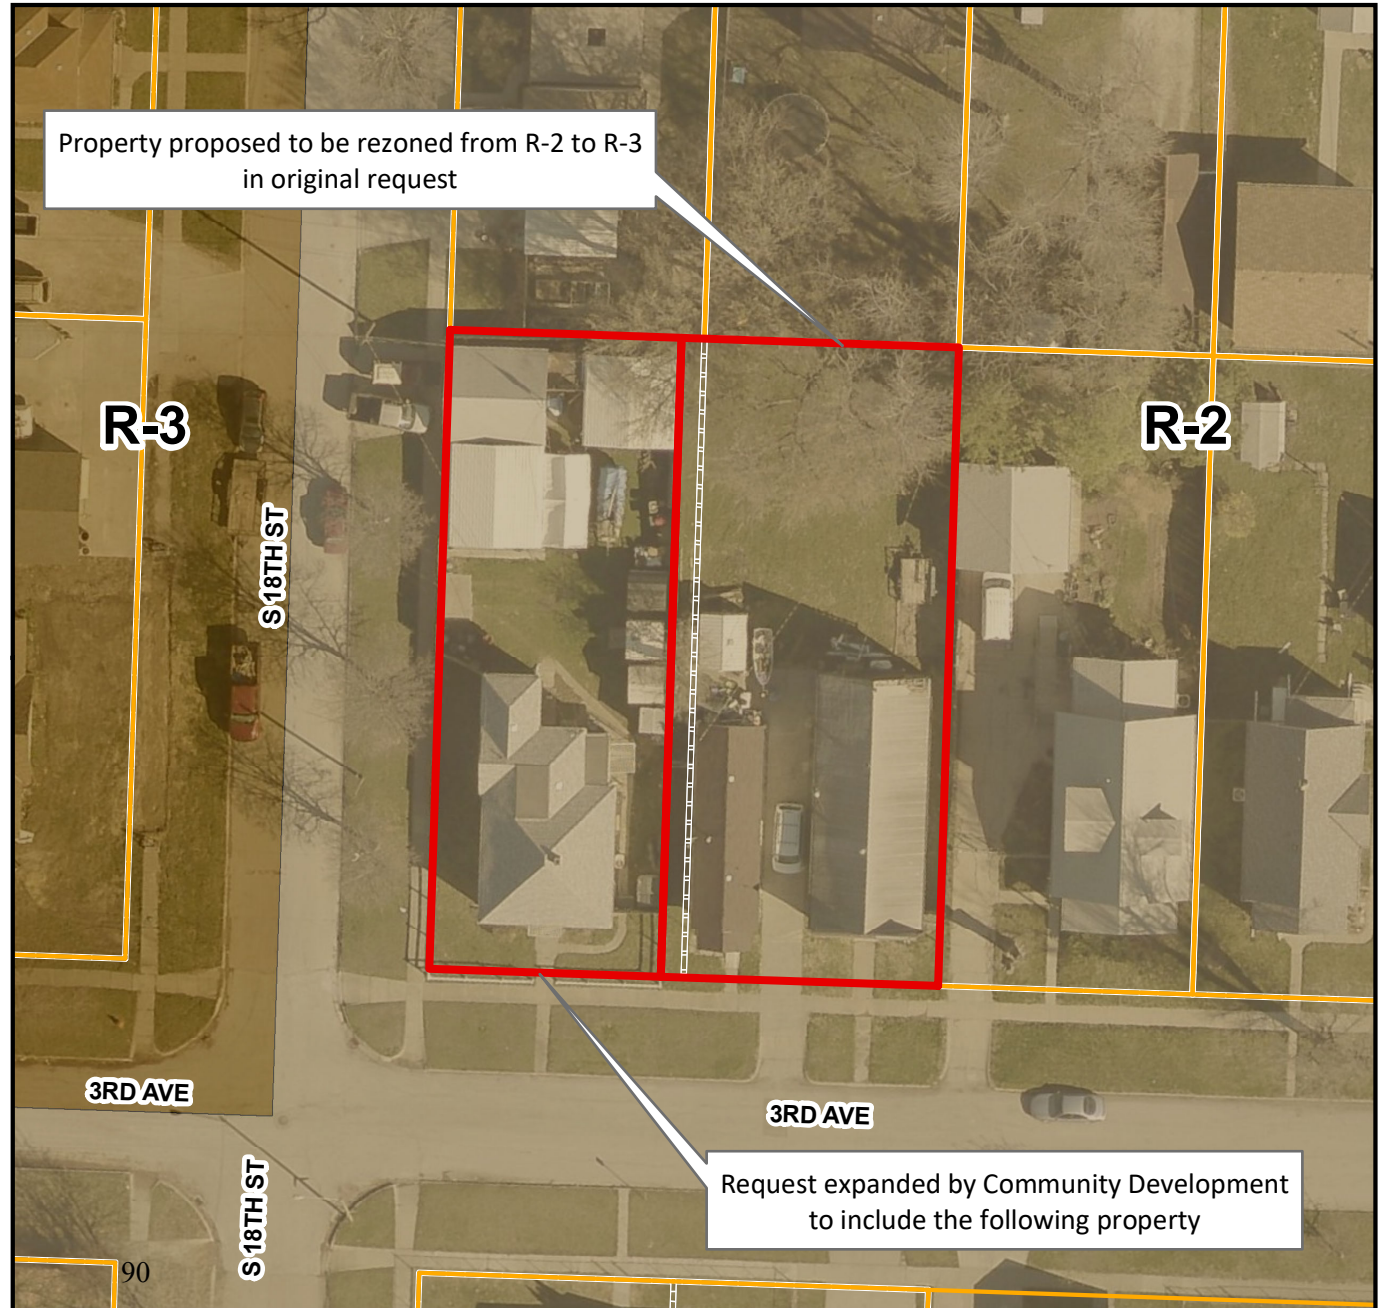 Property proposed to be rezoned from R-2 to R-3
in original request
R-3
R-2
S 18TH ST
3RD AVE
3RD AVE
S 18TH ST
Request expanded by Community Development
to include the following property
90